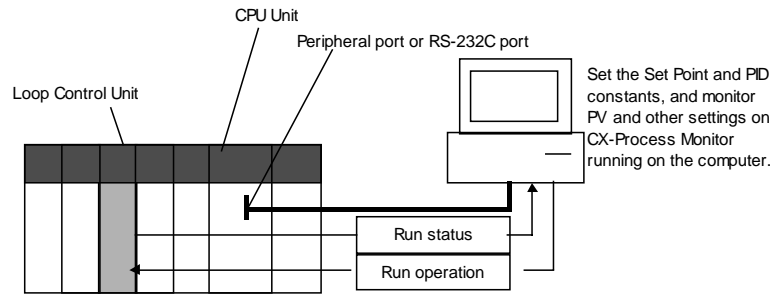 CPU Unit
Peripheral port or RS-232C port
Loop Control Unit
Set the Set Point and PID
constants, and monitor
PV and other settings on
CX-Process Monitor
running on the computer.
Run status
Run operation